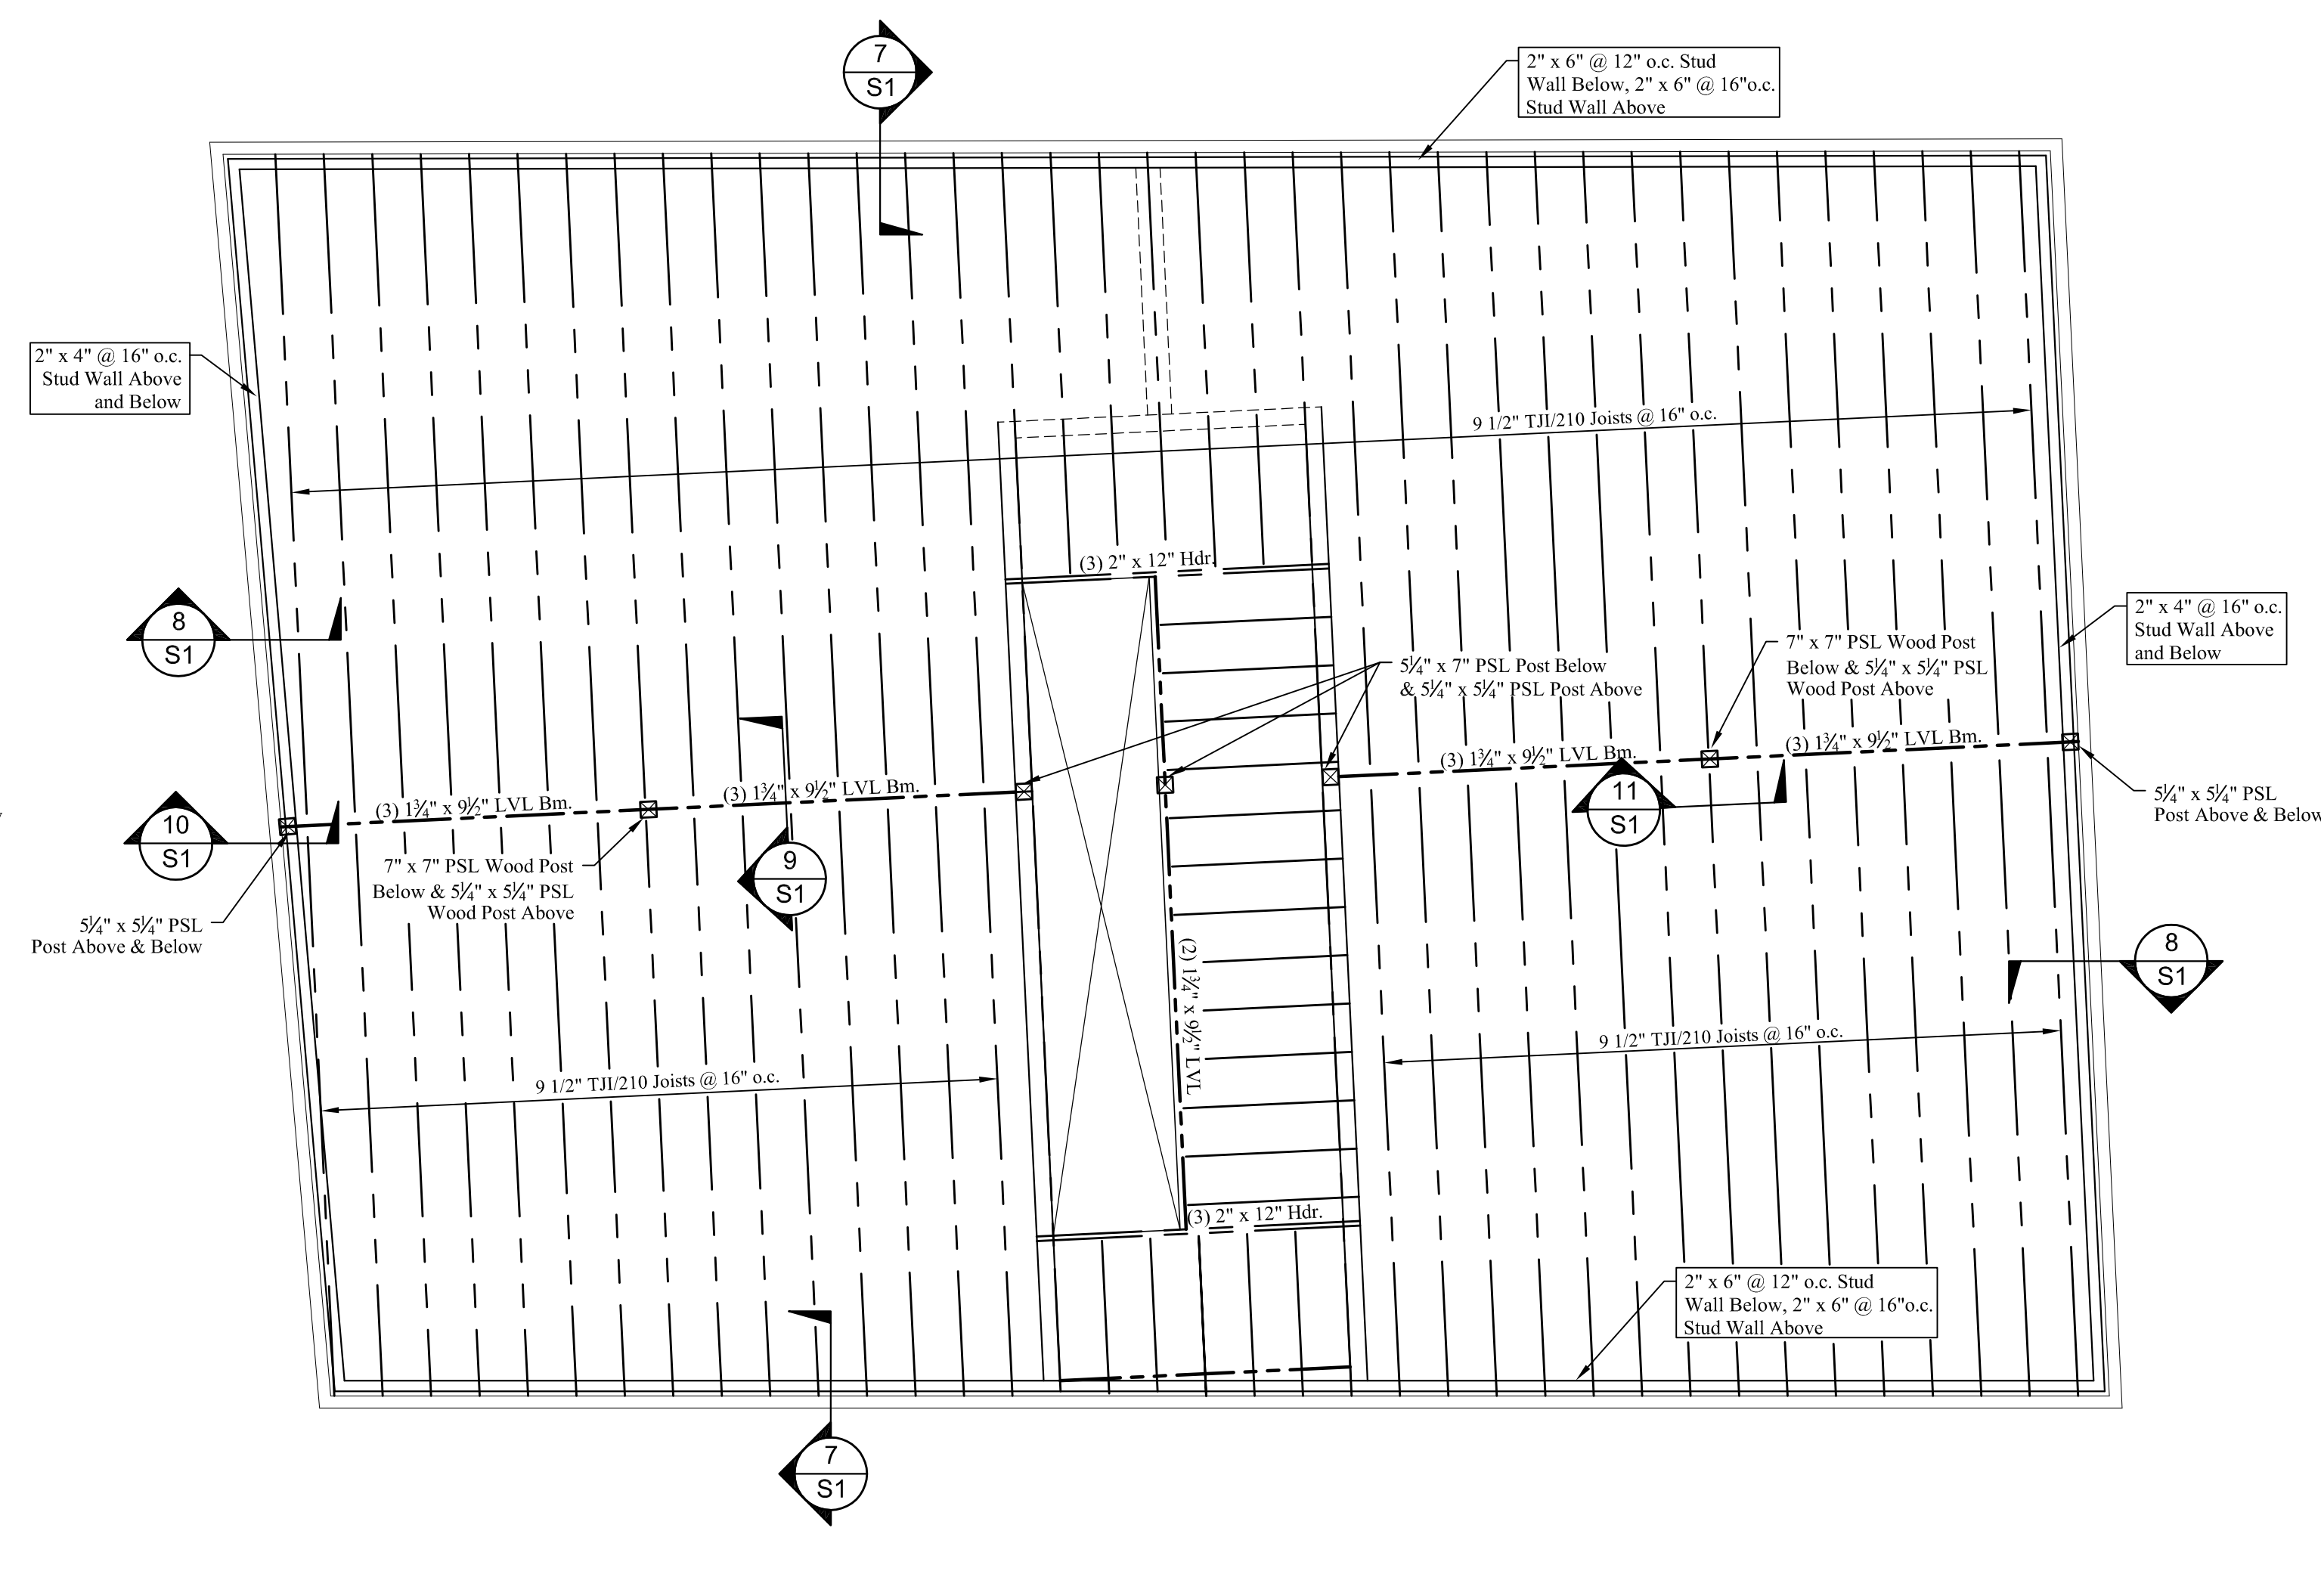 7
S1
2" x 6" @ 12" o.c. Stud
Wall Below, 2" x 6" @ 16"o.c.
Stud Wall Above
2" x 4" @ 16" o.c.
Stud Wall Above
and Below
9 1/2" TJI/210 Joists @ 16" o.c.
(3) 2" x 12" Hdr.
8
S1
2" x 4" @ 16" o.c.
Stud Wall Above
and Below
5¼" x 7" PSL Post Below
& 5¼" x 5¼" PSL Post Above
7" x 7" PSL Wood Post
Below & 5¼" x 5¼" PSL
Wood Post Above
(3) 1¾" x 9½" LVL Bm.
(3) 1¾" x 9½" LVL Bm.
(3) 1¾" x 9½" LVL Bm.
(3) 1¾" x 9½" LVL Bm.
10
S1
11
S1
5¼" x 5¼" PSL
Post Above & Below
7" x 7" PSL Wood Post
Below & 5¼" x 5¼" PSL
Wood Post Above
9
S1
5¼" x 5¼" PSL
Post Above & Below
(2) 1¾" x 9½" LVL
8
S1
9 1/2" TJI/210 Joists @ 16" o.c.
9 1/2" TJI/210 Joists @ 16" o.c.
(3) 2" x 12" Hdr.
2" x 6" @ 12" o.c. Stud
Wall Below, 2" x 6" @ 16"o.c.
Stud Wall Above
7
S1